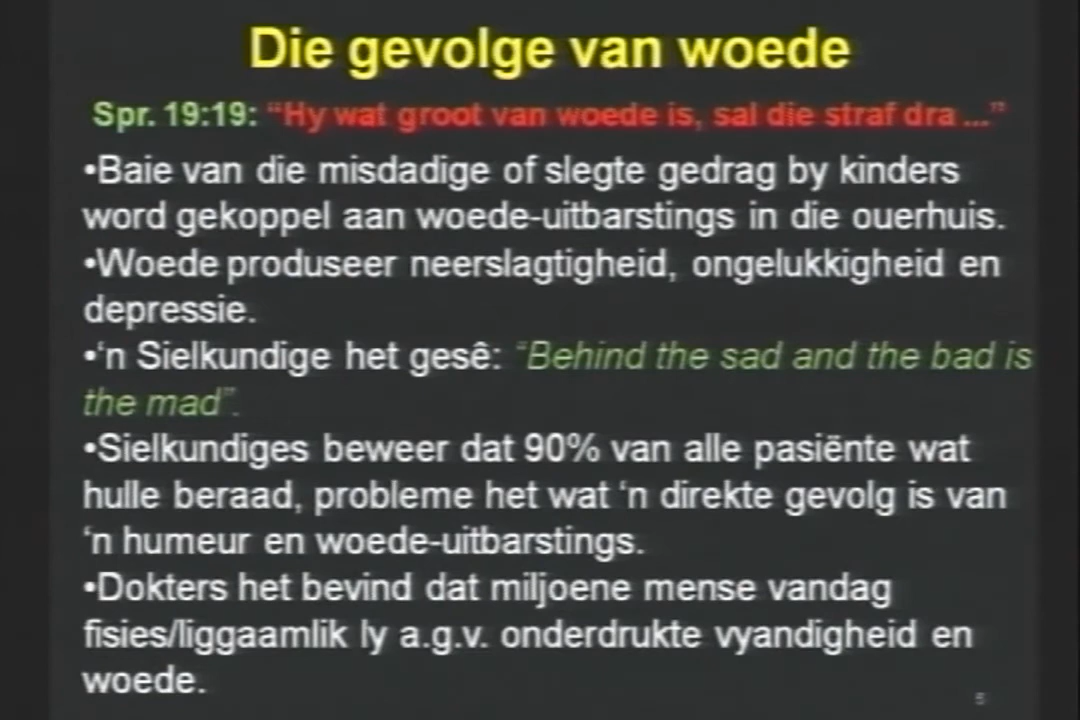 Die gevolge van woede
Spr. 19:19: “Hy wat groot van woede is, sal die straf dra ...”
•Baie van die misdadige of slegte gedrag by kinders
word gekoppel aan woede-uitbarstings in die ouerhuis.
•Woede produseer neerslagtigheid, ongelukkigheid en
depressie.
•‘n Sielkundige het gesê: “Behind the sad and the bad is
the mad”.
•Sielkundiges beweer dat 90% van alle pasiënte wat
hulle beraad, probleme het wat ‘n direkte gevolg is van
‘n humeur en woede-uitbarstings.
•Dokters het bevind dat miljoene mense vandag
fisies/liggaamlik ly a.g.v. onderdrukte vyandigheid en
woede.
5